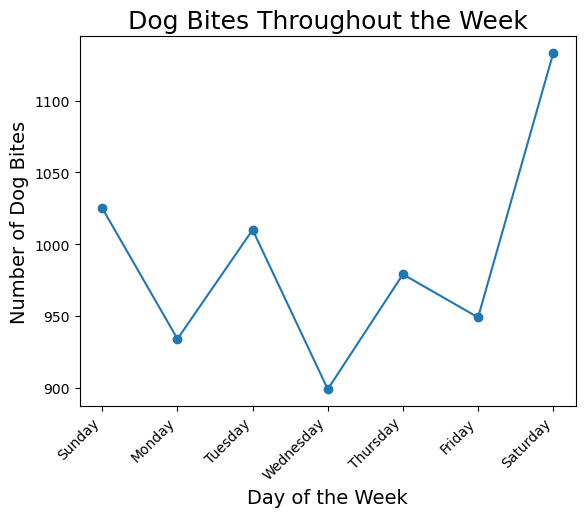 Dog Bites Throughout the Week
Number of Dog Bites
1100
1050
1000
950
900
Sunday
Monday
Tuesday
Wednesday
Thursday
Friday
Saturday
Day of the Week